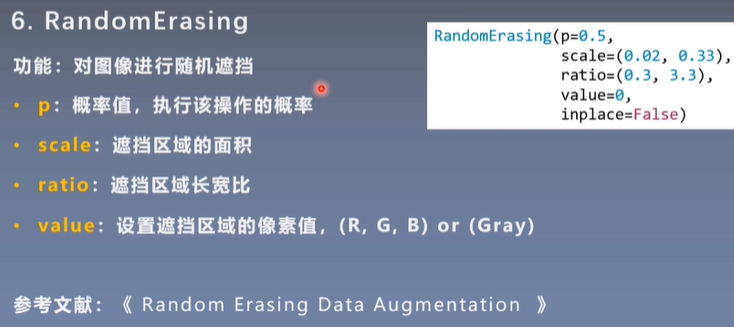 6. RandomErasing
功能：对图像进行随机遮挡
• p：概率值，执行该操作的概率
• scale：遮挡区域的面积
• ratio：遮挡区域长宽比
• value：设置遮挡区域的像素值，(R, G, B) or (Gray)
参考文献：《 Random Erasing Data Augmentation 》
RandomErasing(p=0.5,
scale=(0.02, 0.33),
ratio=(0.3, 3.3),
value=0,
inplace=False)